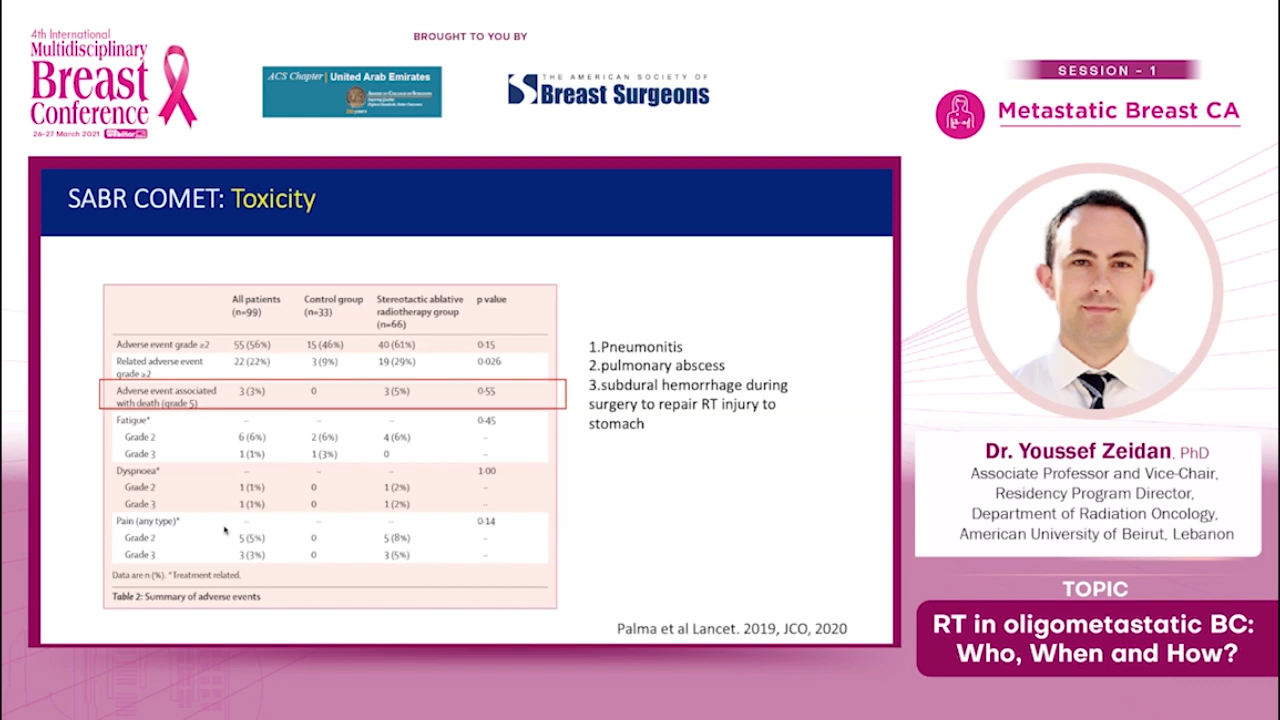 4th International
Multidisciplinary
Breast
Conference
26-27 March 2021
BROUGHT TO YOU BY
ACS Chapter | United Arab Emirates
AMERICAN COLLEGE OF SURGEONS
THE AMERICAN SOCIETY OF
Breast Surgeons
SESSION - 1
Metastatic Breast CA
SABR COMET: Toxicity
All patients (n=99) Control group (n=33) Stereotactic ablative radiotherapy group (n=66) p value
Adverse event grade ≥2 55 (56%) 15 (46%) 40 (61%) 0·15
Related adverse event grade ≥2 22 (22%) 3 (9%) 19 (29%) 0·026
Adverse event associated with death (grade 5) 3 (3%) 0 3 (5%) 0·55
Fatigue* – – – 0·45
Grade 2 6 (6%) 2 (6%) 4 (6%) –
Grade 3 1 (1%) 1 (3%) 0 –
Dyspnoea* – – – 1·00
Grade 2 1 (1%) 0 1 (2%) –
Grade 3 1 (1%) 0 1 (2%) –
Pain (any type)* – – – 0·14
Grade 2 5 (5%) 0 5 (8%) –
Grade 3 3 (3%) 0 3 (5%) –
Data are n (%). *Treatment related.
Table 2: Summary of adverse events
1.Pneumonitis
2.pulmonary abscess
3.subdural hemorrhage during
surgery to repair RT injury to
stomach
Palma et al Lancet. 2019, JCO, 2020
Dr. Youssef Zeidan, PhD
Associate Professor and Vice-Chair,
Residency Program Director,
Department of Radiation Oncology,
American University of Beirut, Lebanon
TOPIC
RT in oligometastatic BC:
Who, When and How?